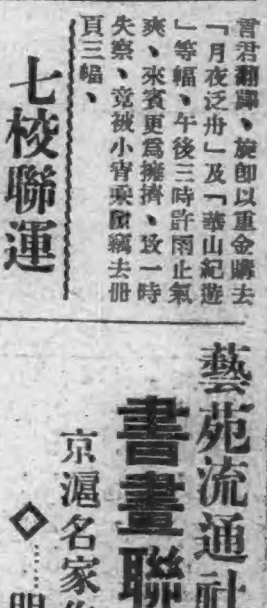 言君翻譯、旋卽以重金購去
「月夜泛舟」及「華山紀遊
」等幅、午後三時許雨止氣
爽、來賓更爲擁擠、致一時
失察、竟被小宵乘隙竊去册
頁三幅、
七校聯運
藝苑流通社
書畫聯
京滬名家
◇……明